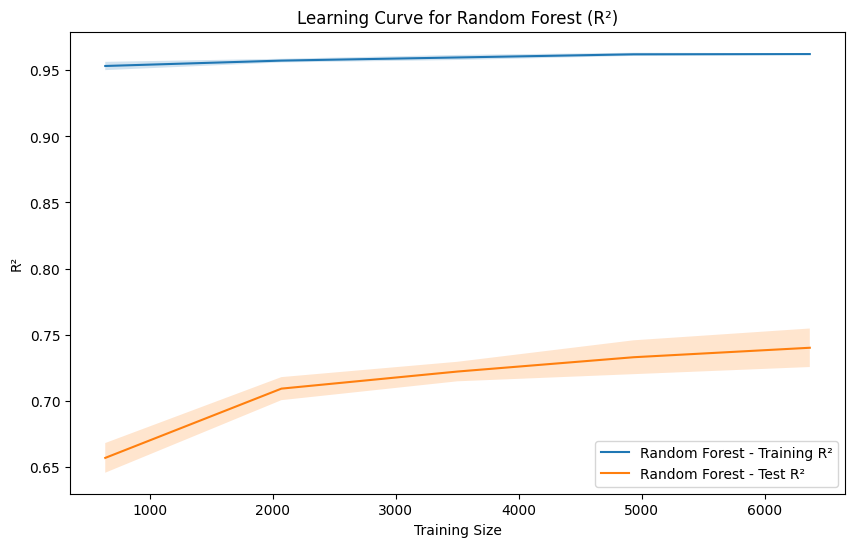 Learning Curve for Random Forest (R²)
R²
0.95
0.90
0.85
0.80
0.75
0.70
0.65
1000 2000 3000 4000 5000 6000
Training Size
Random Forest - Training R²
Random Forest - Test R²